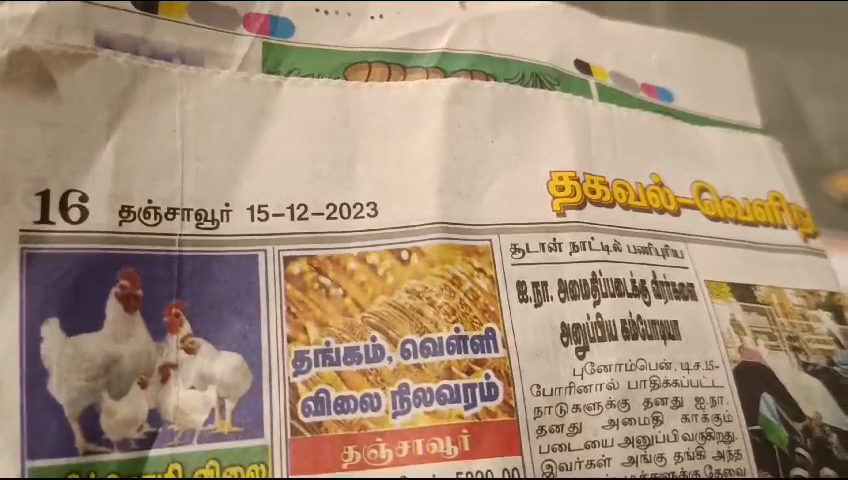 16 தஞ்சாவூர் 15-12-2023
தகவல்-வெளிநா
தங்கம், வெள்ளி
விலை நிலவரம்
தஞ்சாவூர்
சூடான் நாட்டில் பணிபுரிய
ஐ.நா. அமைதிப்படைக்கு வீரர்களை
அனுப்பிய கம்போடியா
புனோம்பென், டிச.15-
போரினால் பாதிக்கப்பட்ட
நாடுகளுக்கு தனது ஐ.நா.
தனது அமைதி காக்கும்
படையை அனுப்பி வருகிறது.
இவர்கள் அங்கு தங்கி அந்த